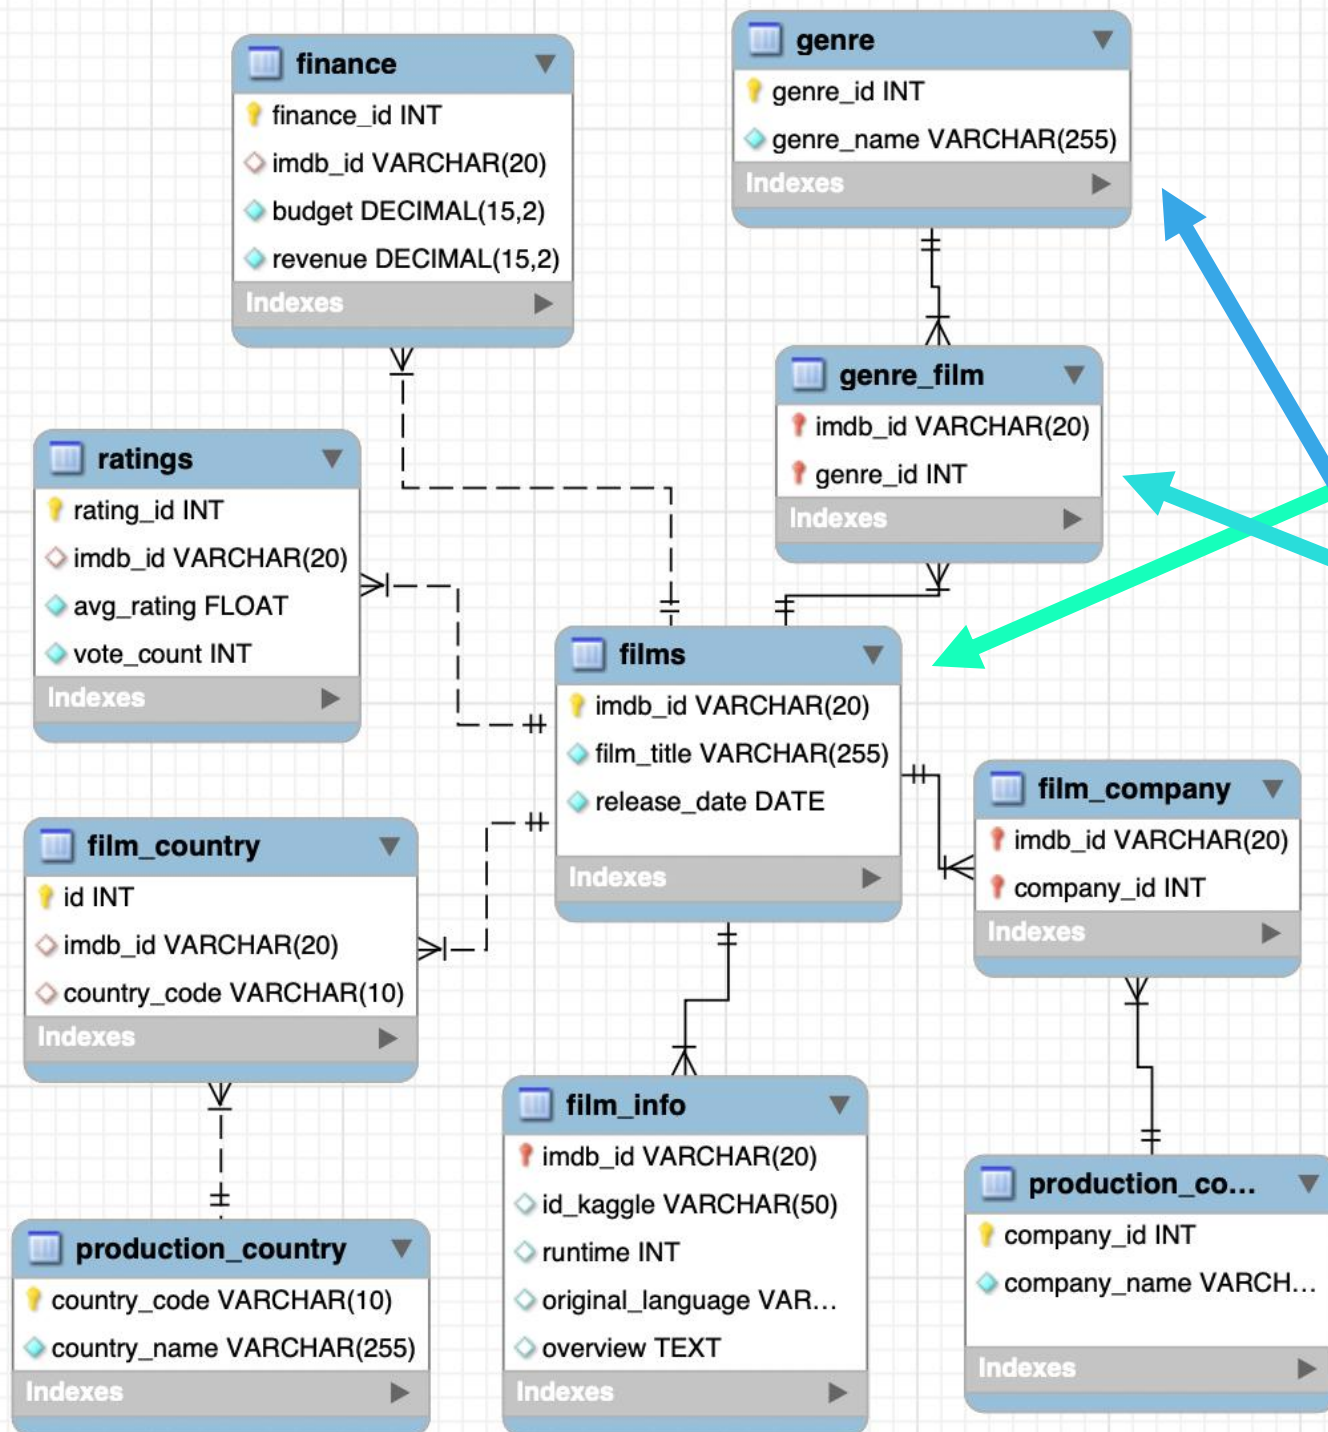 finance
finance_id INT
imdb_id VARCHAR(20)
budget DECIMAL(15,2)
revenue DECIMAL(15,2)
Indexes
genre
genre_id INT
genre_name VARCHAR(255)
Indexes
genre_film
imdb_id VARCHAR(20)
genre_id INT
Indexes
ratings
rating_id INT
imdb_id VARCHAR(20)
avg_rating FLOAT
vote_count INT
Indexes
films
imdb_id VARCHAR(20)
film_title VARCHAR(255)
release_date DATE
Indexes
film_company
imdb_id VARCHAR(20)
company_id INT
Indexes
film_country
id INT
imdb_id VARCHAR(20)
country_code VARCHAR(10)
Indexes
film_info
imdb_id VARCHAR(20)
id_kaggle VARCHAR(50)
runtime INT
original_language VAR...
overview TEXT
Indexes
production_co...
company_id INT
company_name VARCH...
Indexes
production_country
country_code VARCHAR(10)
country_name VARCHAR(255)
Indexes